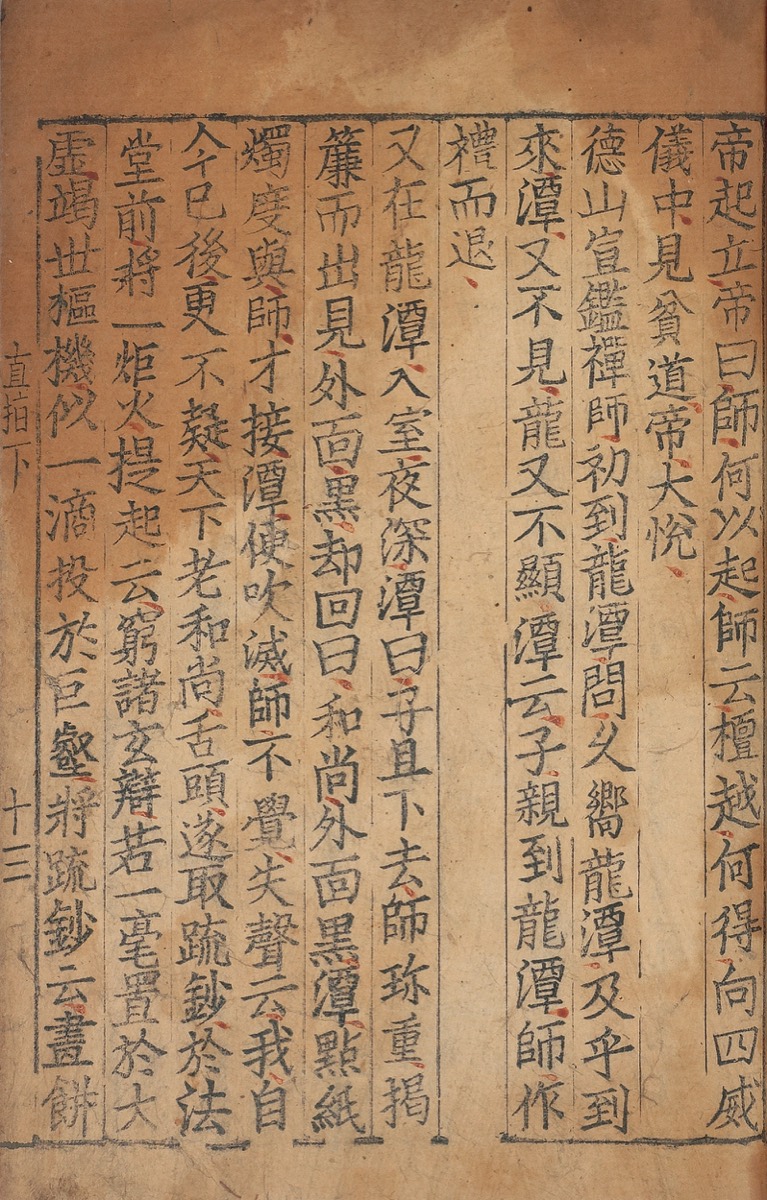 帝起立帝曰師何以起師云檀越何得向四威
儀中見貧道帝大悅
德山宣鑑禪師初到龍潭問久嚮龍潭及乎到
來潭又不見龍又不顯潭云子親到龍潭師作
禮而退
又在龍潭入室夜深潭曰子且下去師珎重揭
簾而出見外面黑却回曰和尚外面黑潭點紙
燭度與師才接潭便吹滅師不覺失聲云我自
今已後更不疑天下老和尚舌頭遂取疏鈔於法
堂前將一炬火提起云窮諸玄辯若一毫置於大
虛竭世樞機似一滴投於巨壑將疏鈔云畫餅
直指下
十三